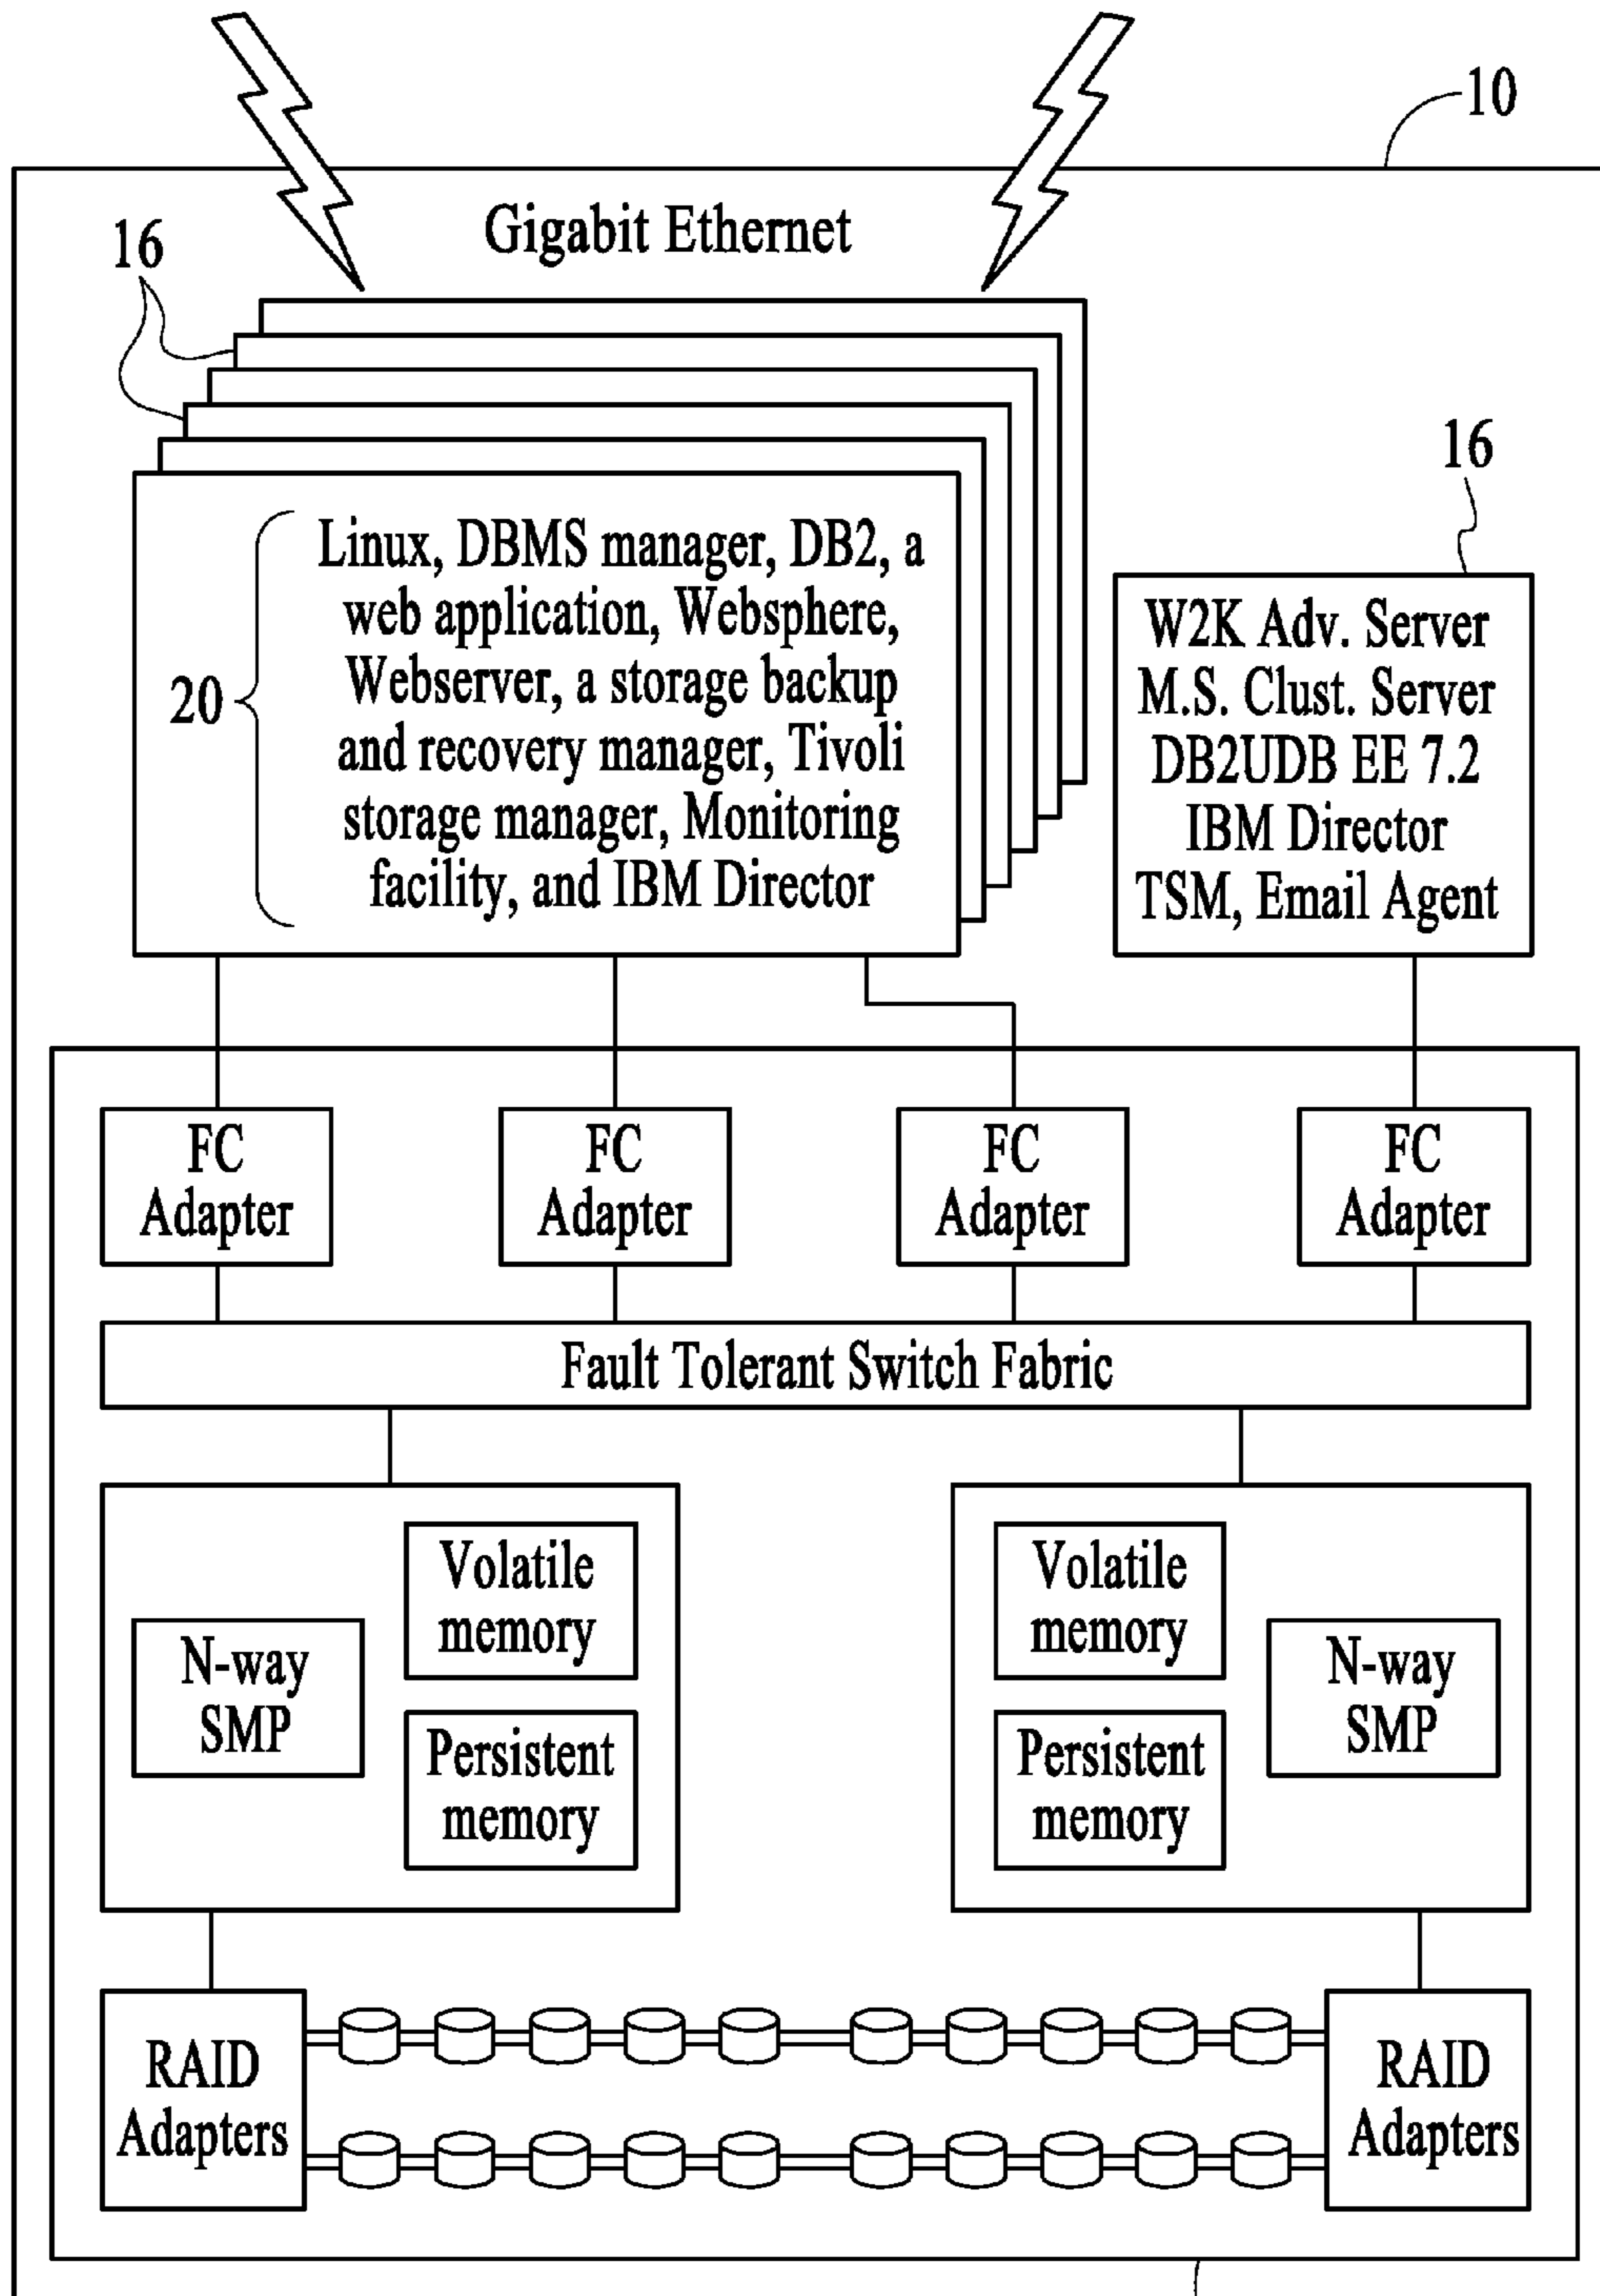 10
Gigabit Ethernet
16
16
Linux, DBMS manager, DB2, a
web application, Websphere,
Webserver, a storage backup
and recovery manager, Tivoli
storage manager, Monitoring
facility, and IBM Director
20
W2K Adv. Server
M.S. Clust. Server
DB2UDB EE 7.2
IBM Director
TSM, Email Agent
FC
Adapter
FC
Adapter
FC
Adapter
FC
Adapter
Fault Tolerant Switch Fabric
Volatile
memory
N-way
SMP
Persistent
memory
Volatile
memory
N-way
SMP
Persistent
memory
RAID
Adapters
RAID
Adapters